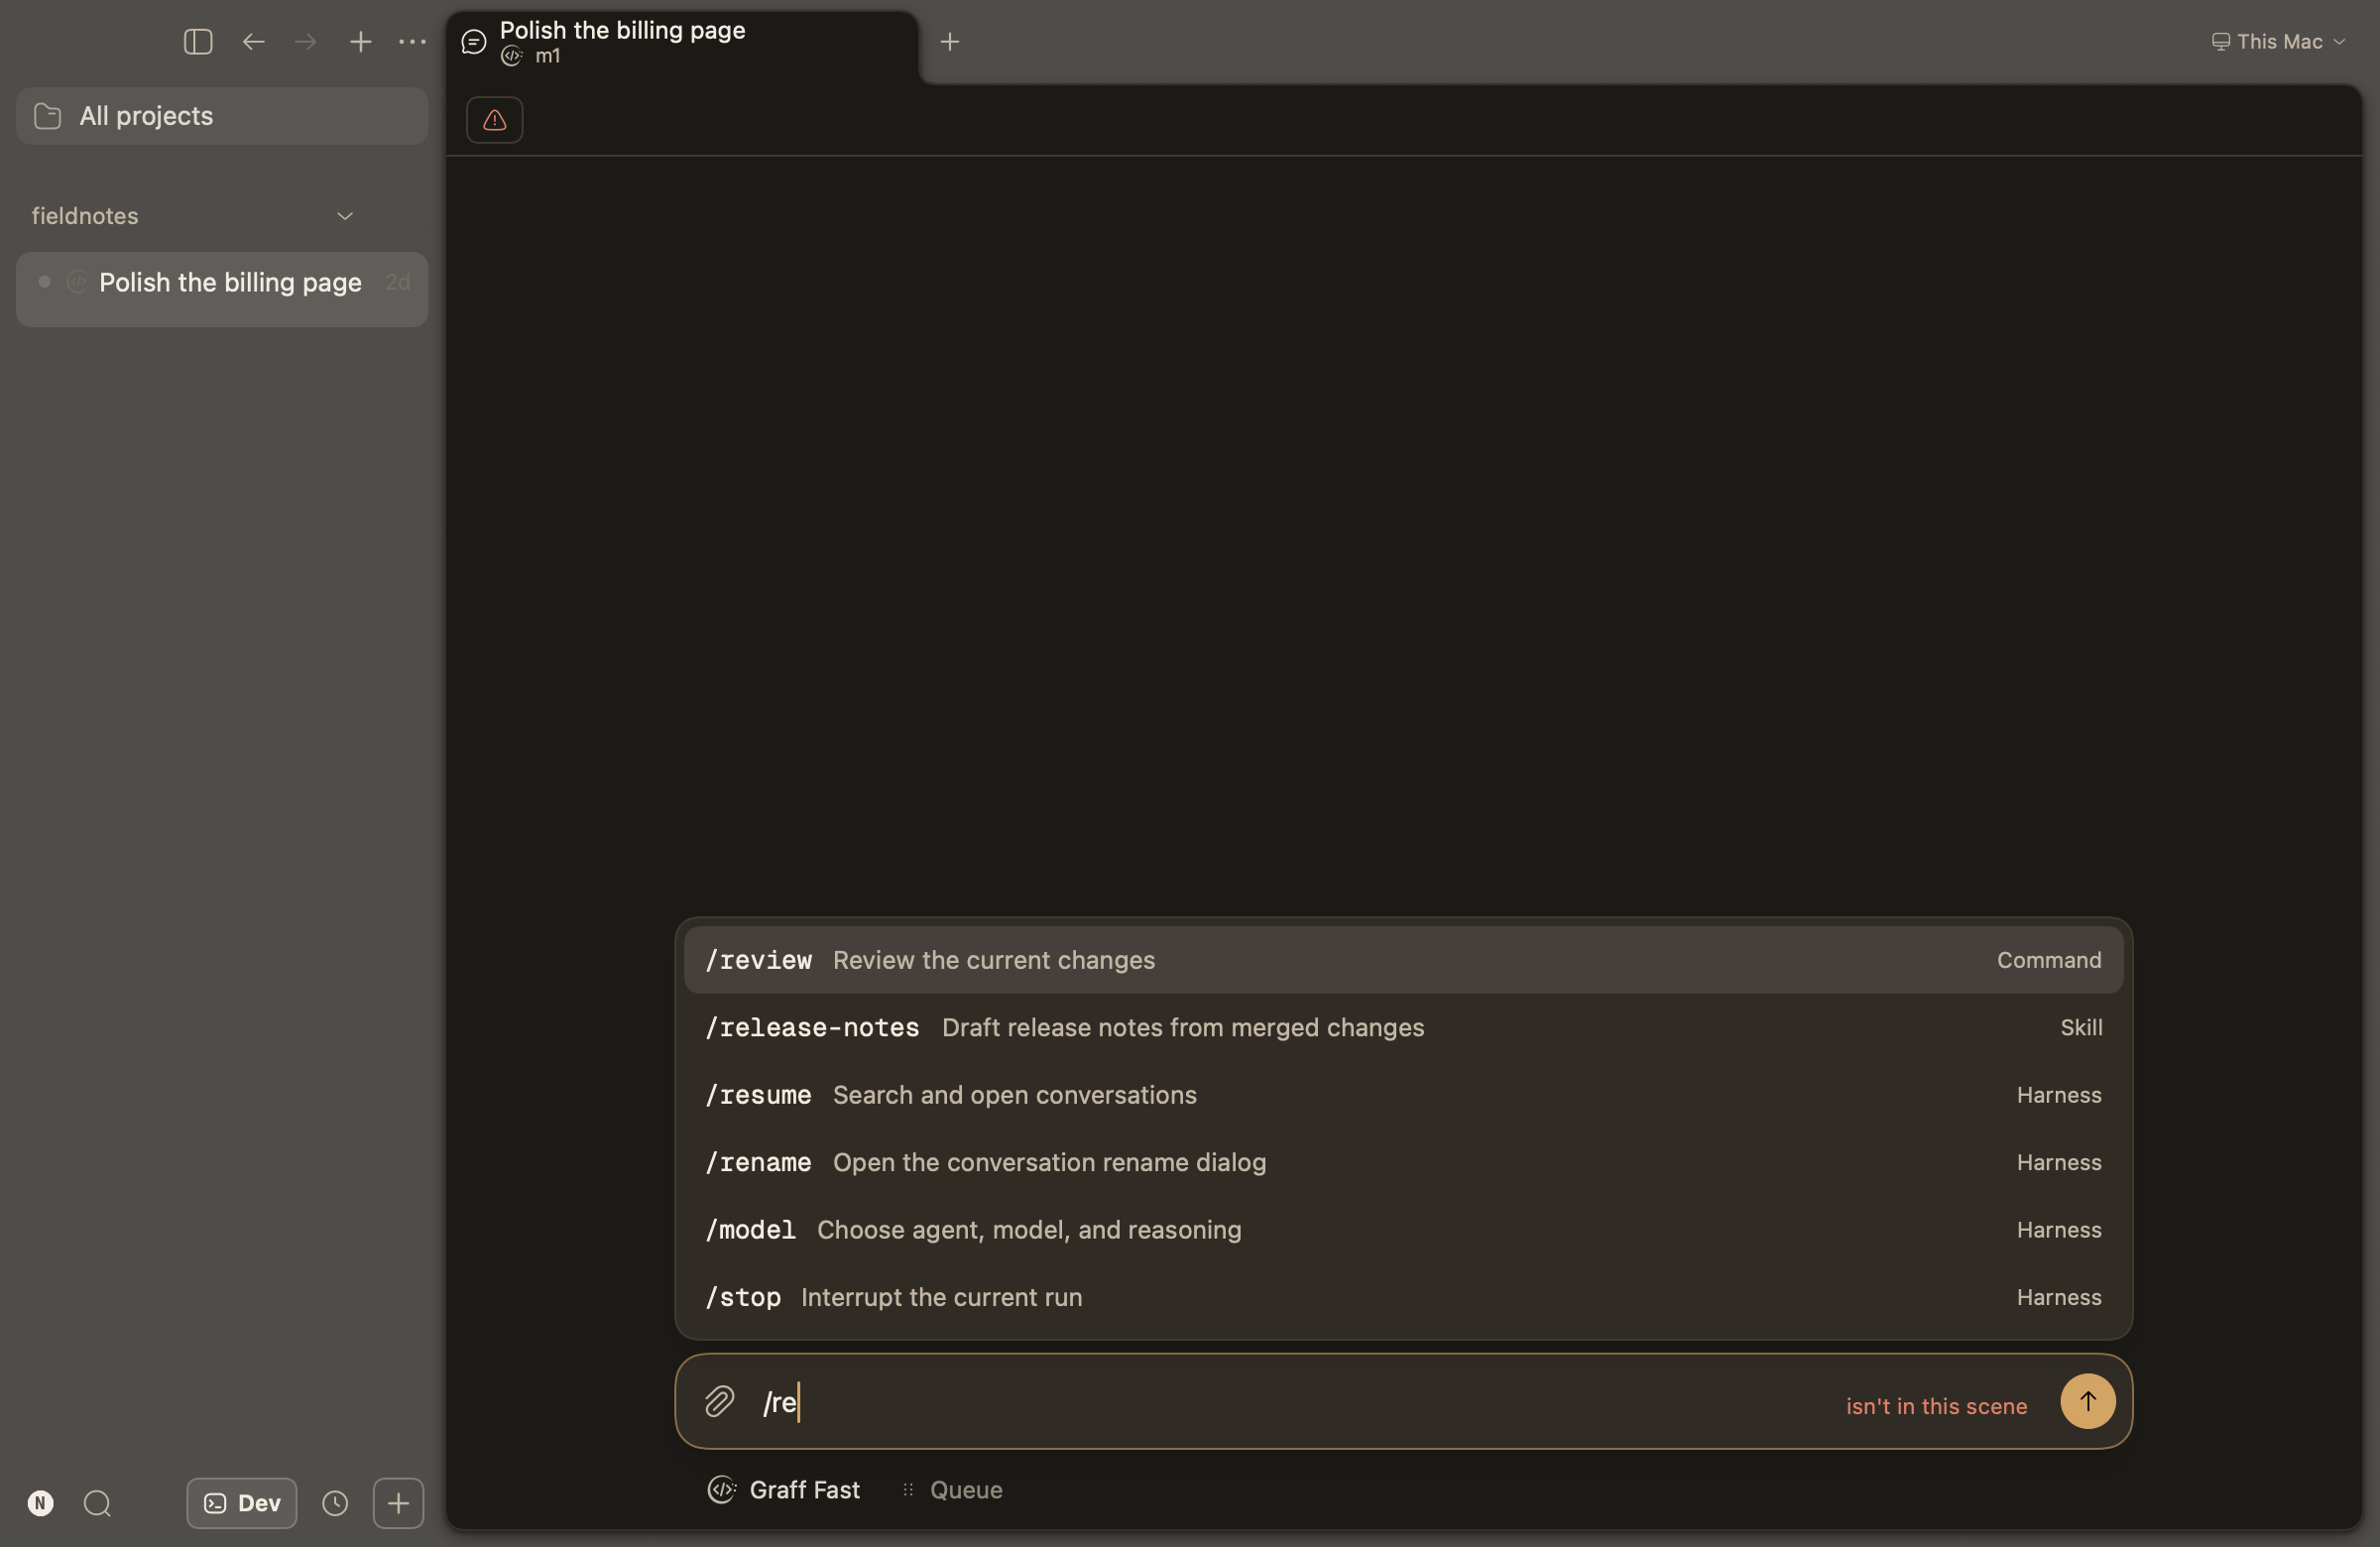 Polish the billing page
m1
This Mac
All projects
fieldnotes
Polish the billing page 2d
/review Review the current changes Command
/release-notes Draft release notes from merged changes Skill
/resume Search and open conversations Harness
/rename Open the conversation rename dialog Harness
/model Choose agent, model, and reasoning Harness
/stop Interrupt the current run Harness
/re isn't in this scene
Graff Fast Queue
N Dev